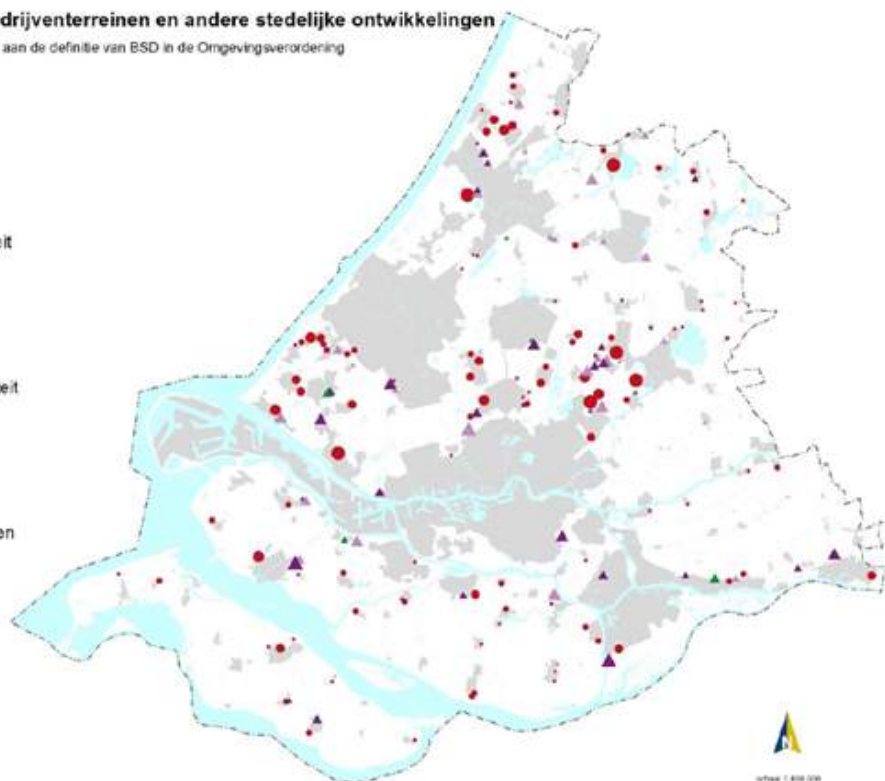 drijventerreinen en andere stedelijke ontwikkelingen
aan de definitie van BSD in de Omgevingsverordening
eit
eit
en
N